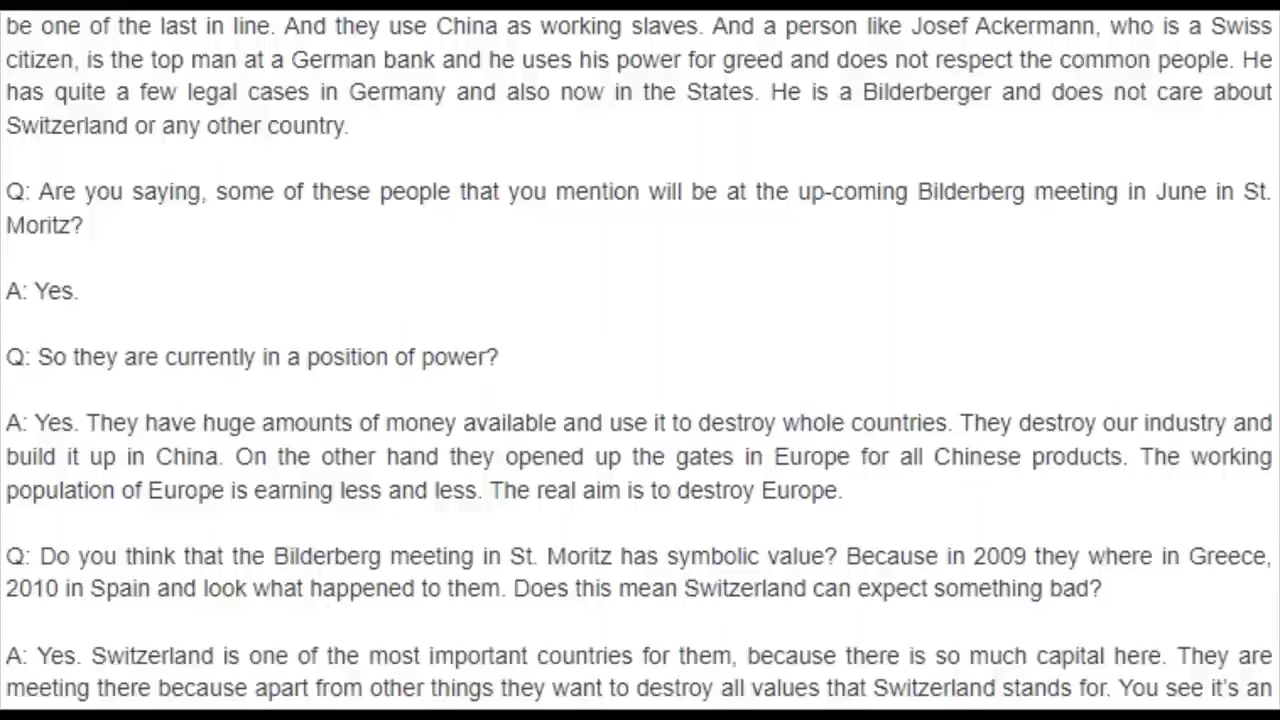 be one of the last in line. And they use China as working slaves. And a person like Josef Ackermann, who is a Swiss
citizen, is the top man at a German bank and he uses his power for greed and does not respect the common people. He
has quite a few legal cases in Germany and also now in the States. He is a Bilderberger and does not care about
Switzerland or any other country.
Q: Are you saying, some of these people that you mention will be at the up-coming Bilderberg meeting in June in St.
Moritz?
A: Yes.
Q: So they are currently in a position of power?
A: Yes. They have huge amounts of money available and use it to destroy whole countries. They destroy our industry and
build it up in China. On the other hand they opened up the gates in Europe for all Chinese products. The working
population of Europe is earning less and less. The real aim is to destroy Europe.
Q: Do you think that the Bilderberg meeting in St. Moritz has symbolic value? Because in 2009 they where in Greece,
2010 in Spain and look what happened to them. Does this mean Switzerland can expect something bad?
A: Yes. Switzerland is one of the most important countries for them, because there is so much capital here. They are
meeting there because apart from other things they want to destroy all values that Switzerland stands for. You see it's an